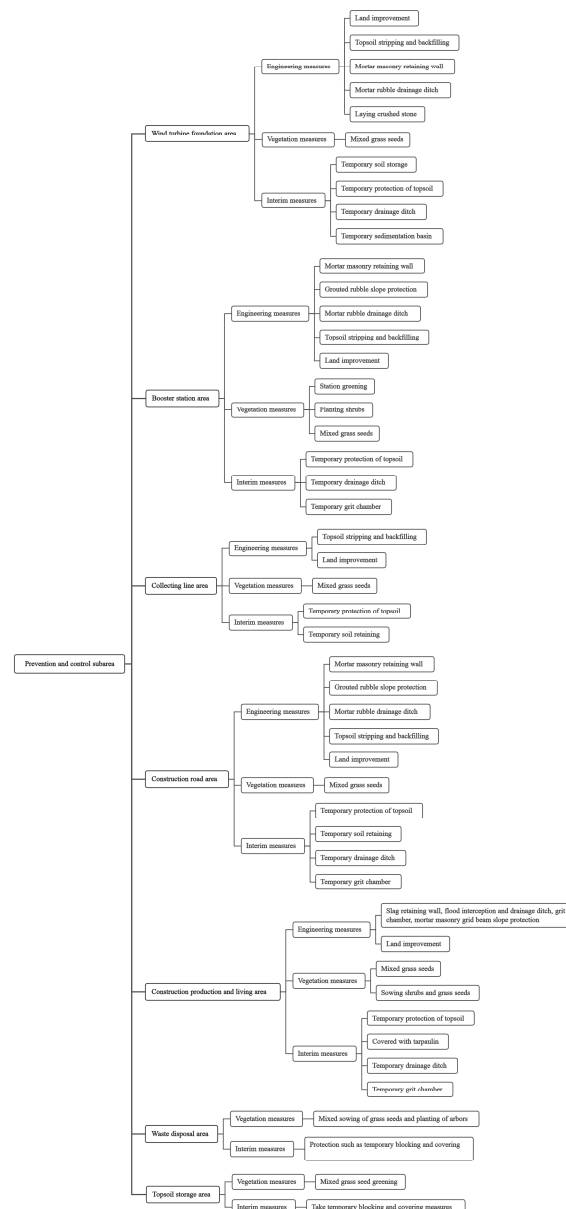 Prevention and control subarea
Wind turbine foundation area
Engineering measures
Land improvement
Topsoil stripping and backfilling
Mortar masonry retaining wall
Mortar rubble drainage ditch
Laying crushed stone
Vegetation measures
Mixed grass seeds
Interim measures
Temporary soil storage
Temporary protection of topsoil
Temporary drainage ditch
Temporary sedimentation basin
Booster station area
Engineering measures
Mortar masonry retaining wall
Grouted rubble slope protection
Mortar rubble drainage ditch
Topsoil stripping and backfilling
Land improvement
Vegetation measures
Station greening
Planting shrubs
Mixed grass seeds
Interim measures
Temporary protection of topsoil
Temporary drainage ditch
Temporary grit chamber
Collecting line area
Engineering measures
Topsoil stripping and backfilling
Land improvement
Vegetation measures
Mixed grass seeds
Interim measures
Temporary protection of topsoil
Temporary soil retaining
Construction road area
Engineering measures
Mortar masonry retaining wall
Grouted rubble slope protection
Mortar rubble drainage ditch
Topsoil stripping and backfilling
Land improvement
Vegetation measures
Mixed grass seeds
Interim measures
Temporary protection of topsoil
Temporary soil retaining
Temporary drainage ditch
Temporary grit chamber
Construction production and living area
Engineering measures
Slag retaining wall, flood interception and drainage ditch, grit
chamber, mortar masonry grid beam slope protection
Land improvement
Vegetation measures
Mixed grass seeds
Sowing shrubs and grass seeds
Interim measures
Temporary protection of topsoil
Covered with tarpaulin
Temporary drainage ditch
Temporary grit chamber
Waste disposal area
Vegetation measures
Mixed sowing of grass seeds and planting of arbors
Interim measures
Protection such as temporary blocking and covering
Topsoil storage area
Vegetation measures
Mixed grass seed greening
Interim measures
Take temporary blocking and covering measures